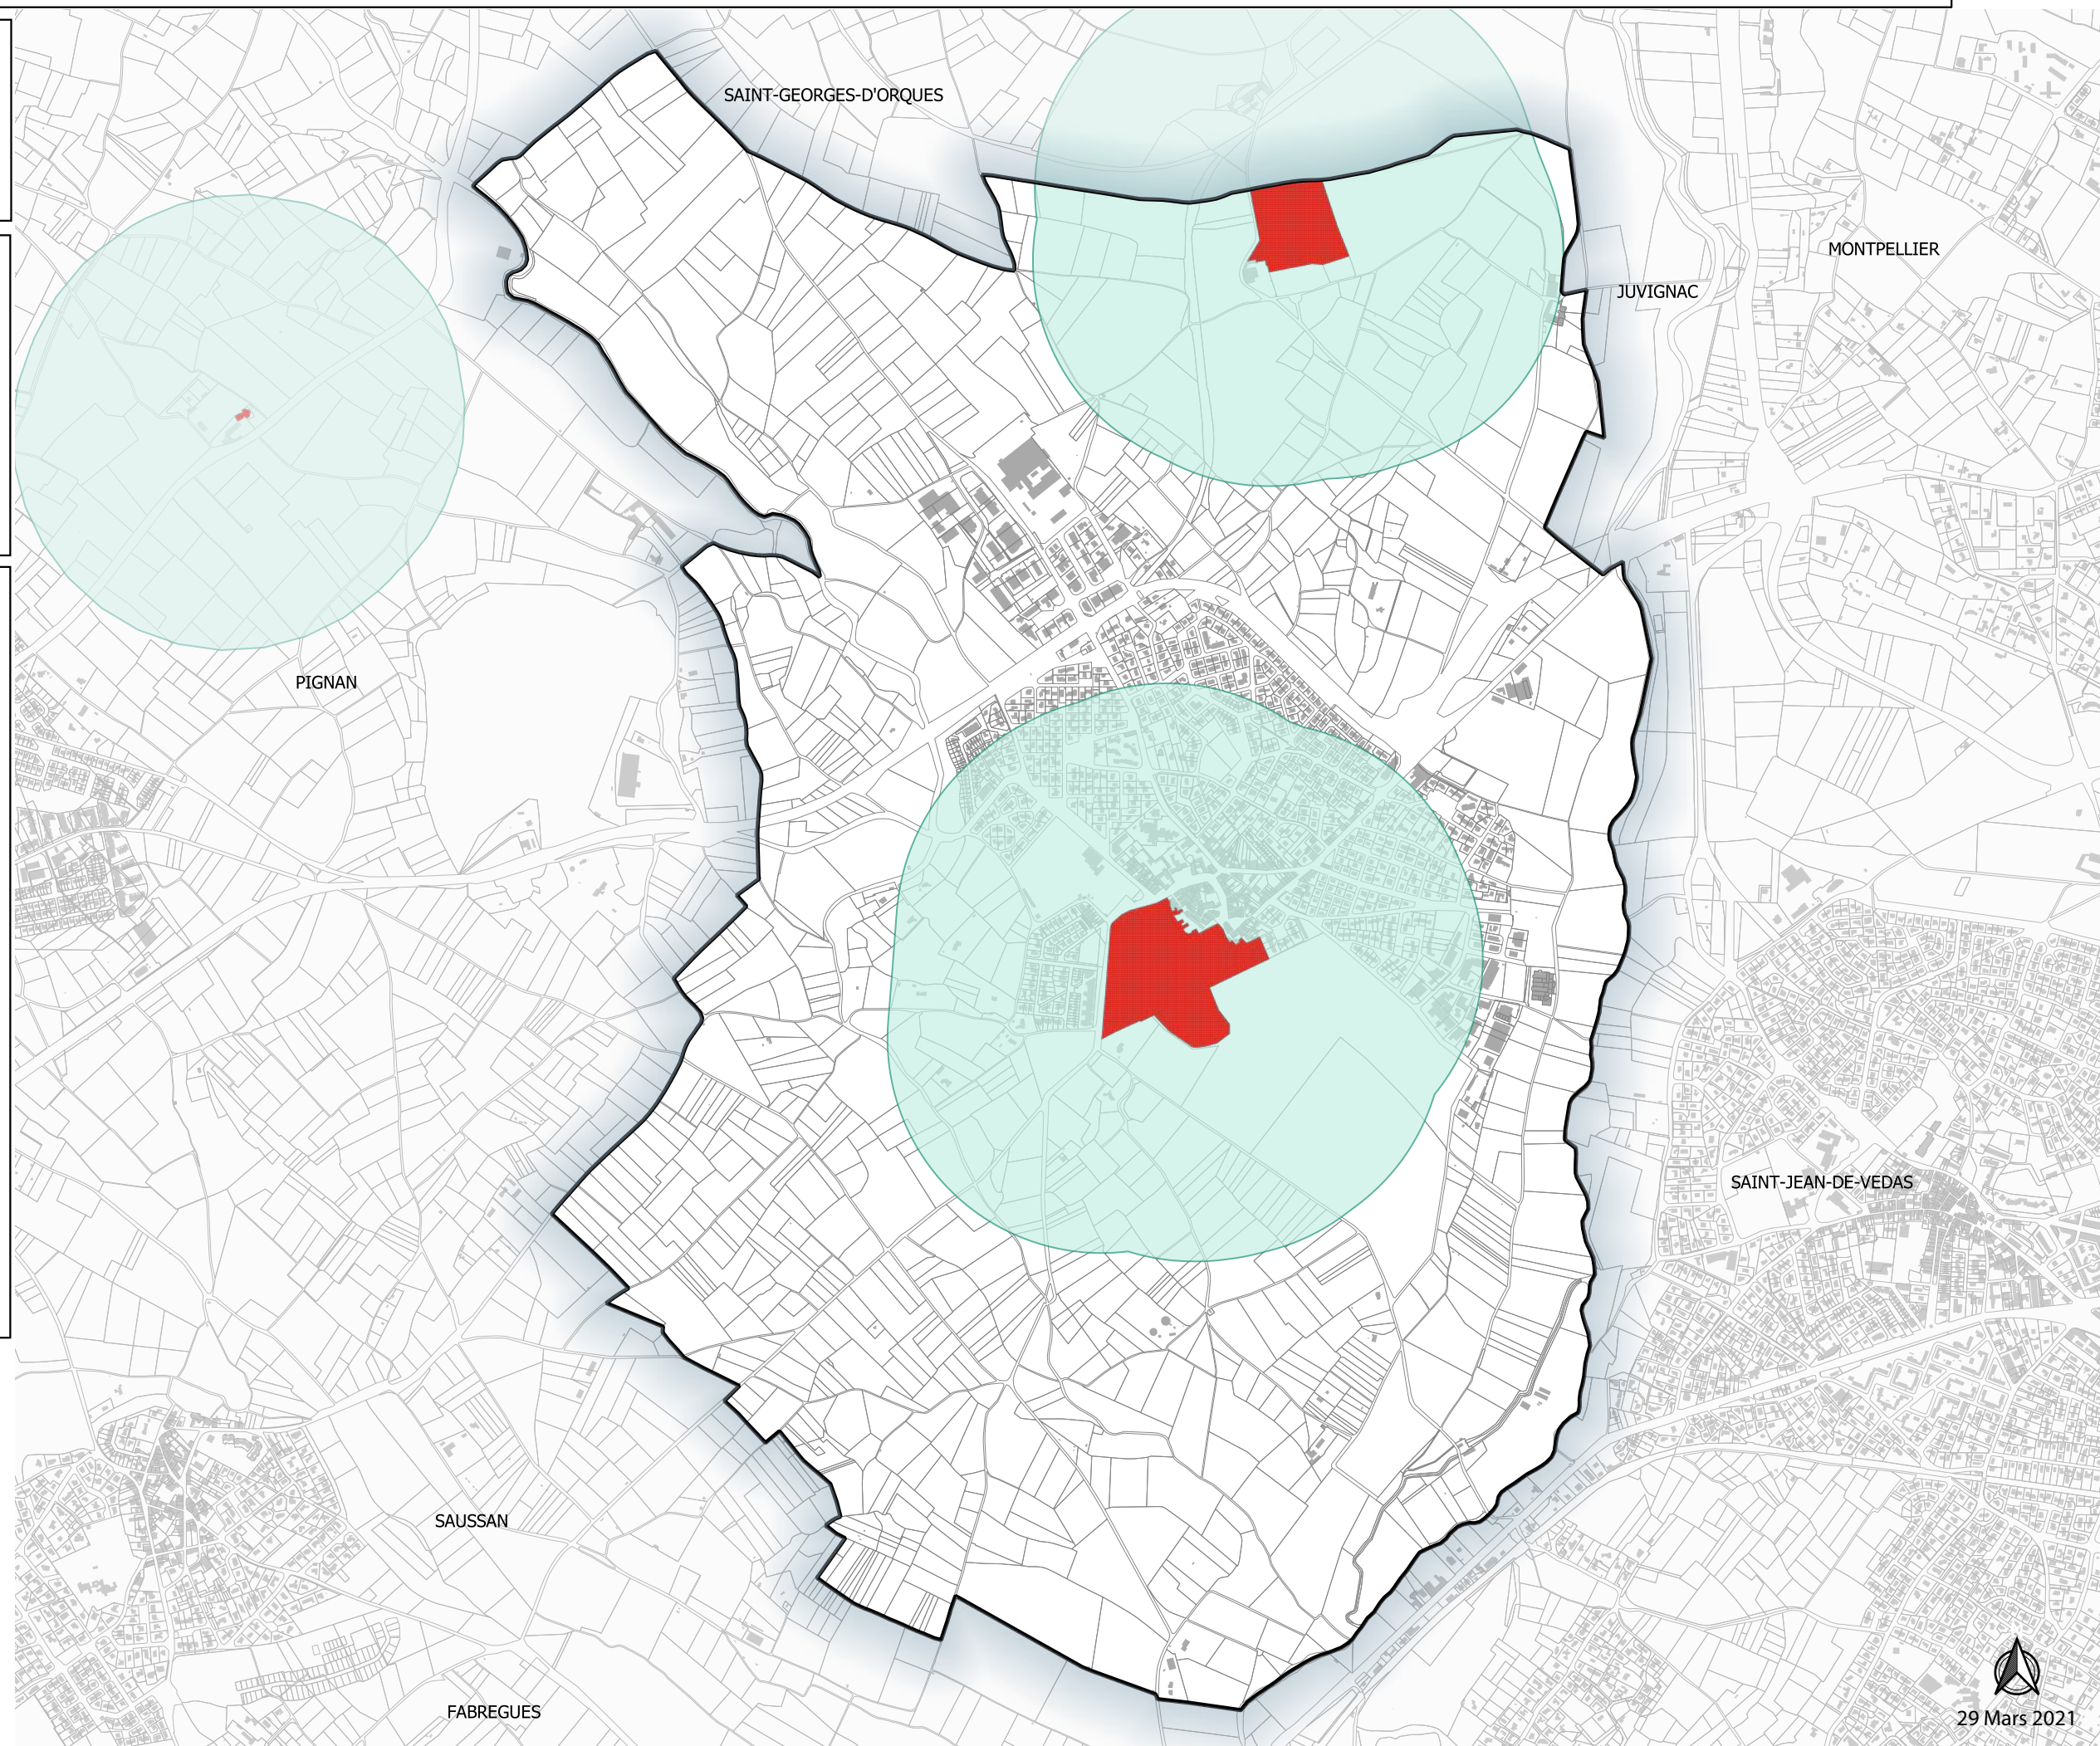 SAINT-GEORGES-D'ORQUES
MONTPELLIER
JUVIGNAC
PIGNAN
SAINT-JEAN-DE-VEDAS
SAUSSAN
FABREGUES
29 Mars 2021